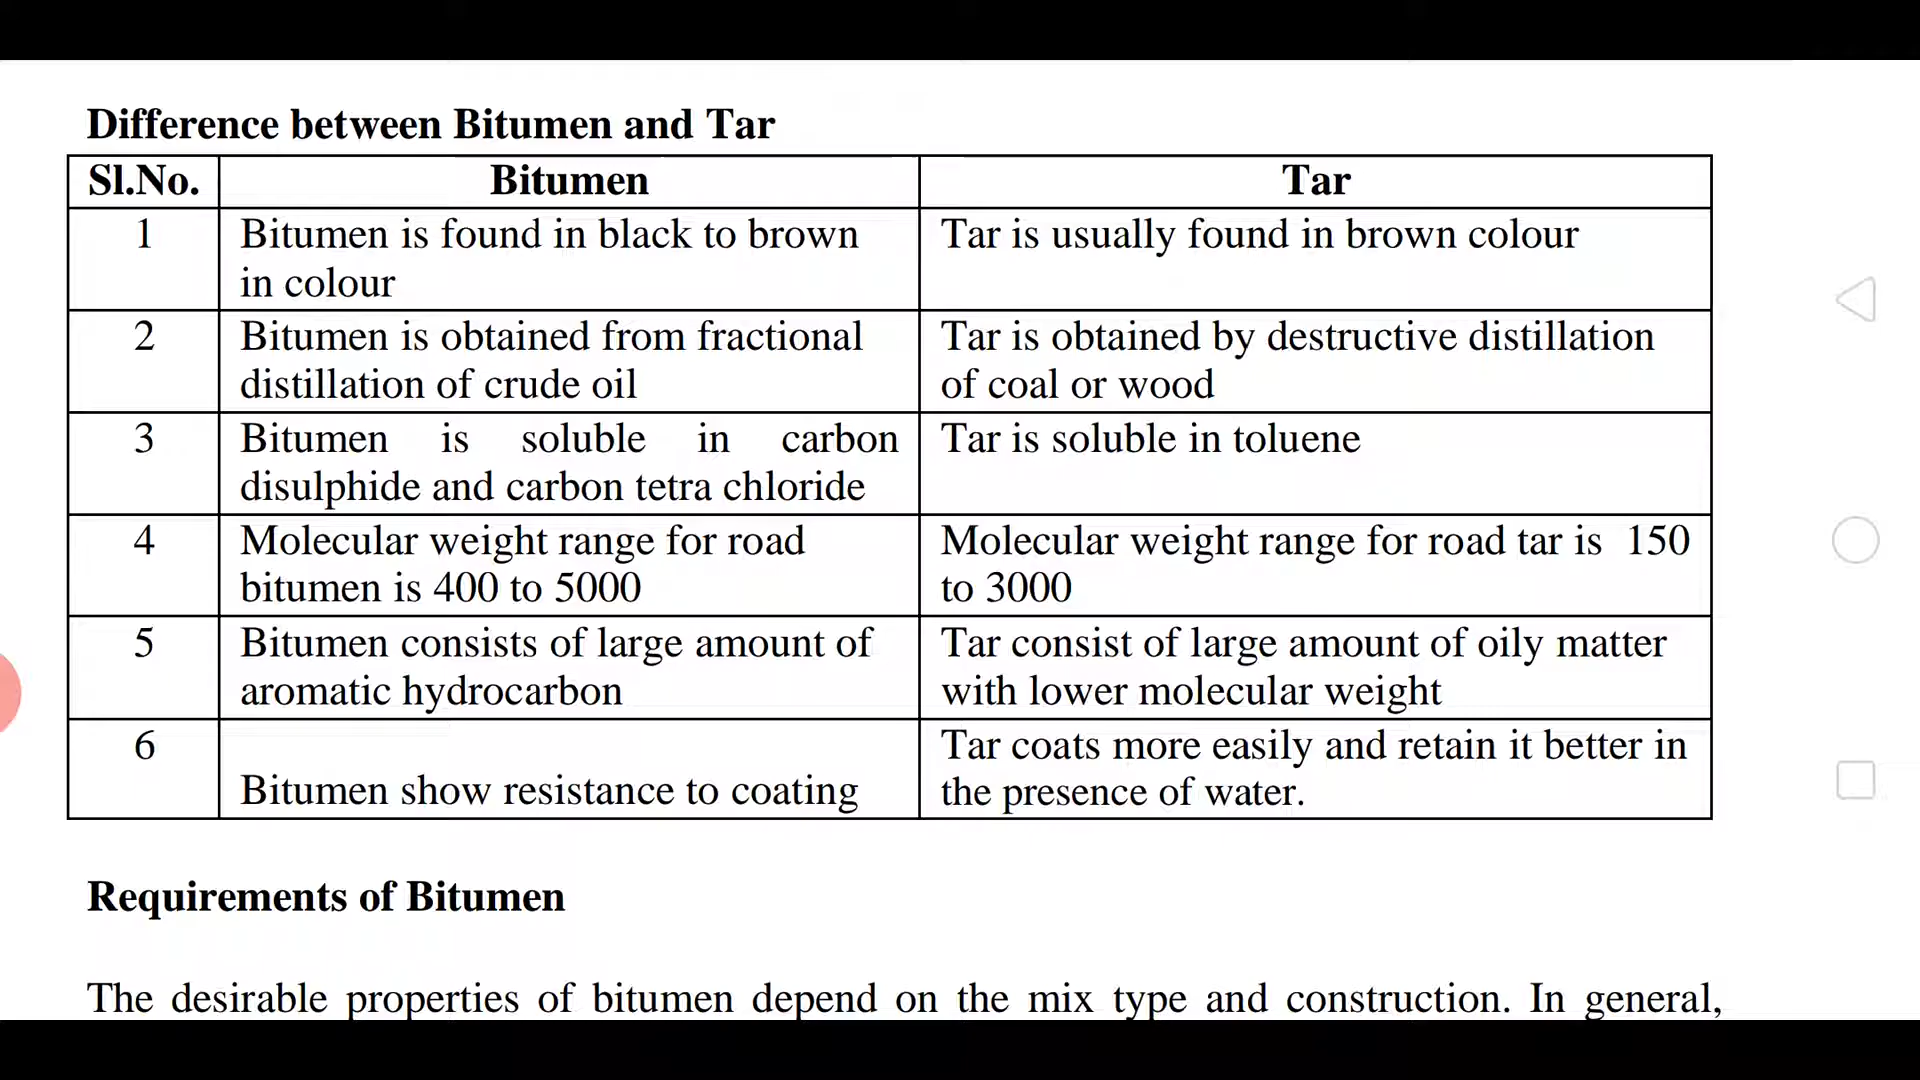 Difference between Bitumen and Tar
Sl.No. Bitumen Tar
1 Bitumen is found in black to brown Tar is usually found in brown colour
in colour
2 Bitumen is obtained from fractional Tar is obtained by destructive distillation
distillation of crude oil of coal or wood
3 Bitumen is soluble in carbon Tar is soluble in toluene
disulphide and carbon tetra chloride
4 Molecular weight range for road Molecular weight range for road tar is 150
bitumen is 400 to 5000 to 3000
5 Bitumen consists of large amount of Tar consist of large amount of oily matter
aromatic hydrocarbon with lower molecular weight
6 Tar coats more easily and retain it better in
Bitumen show resistance to coating the presence of water.
Requirements of Bitumen
The desirable properties of bitumen depend on the mix type and construction. In general,